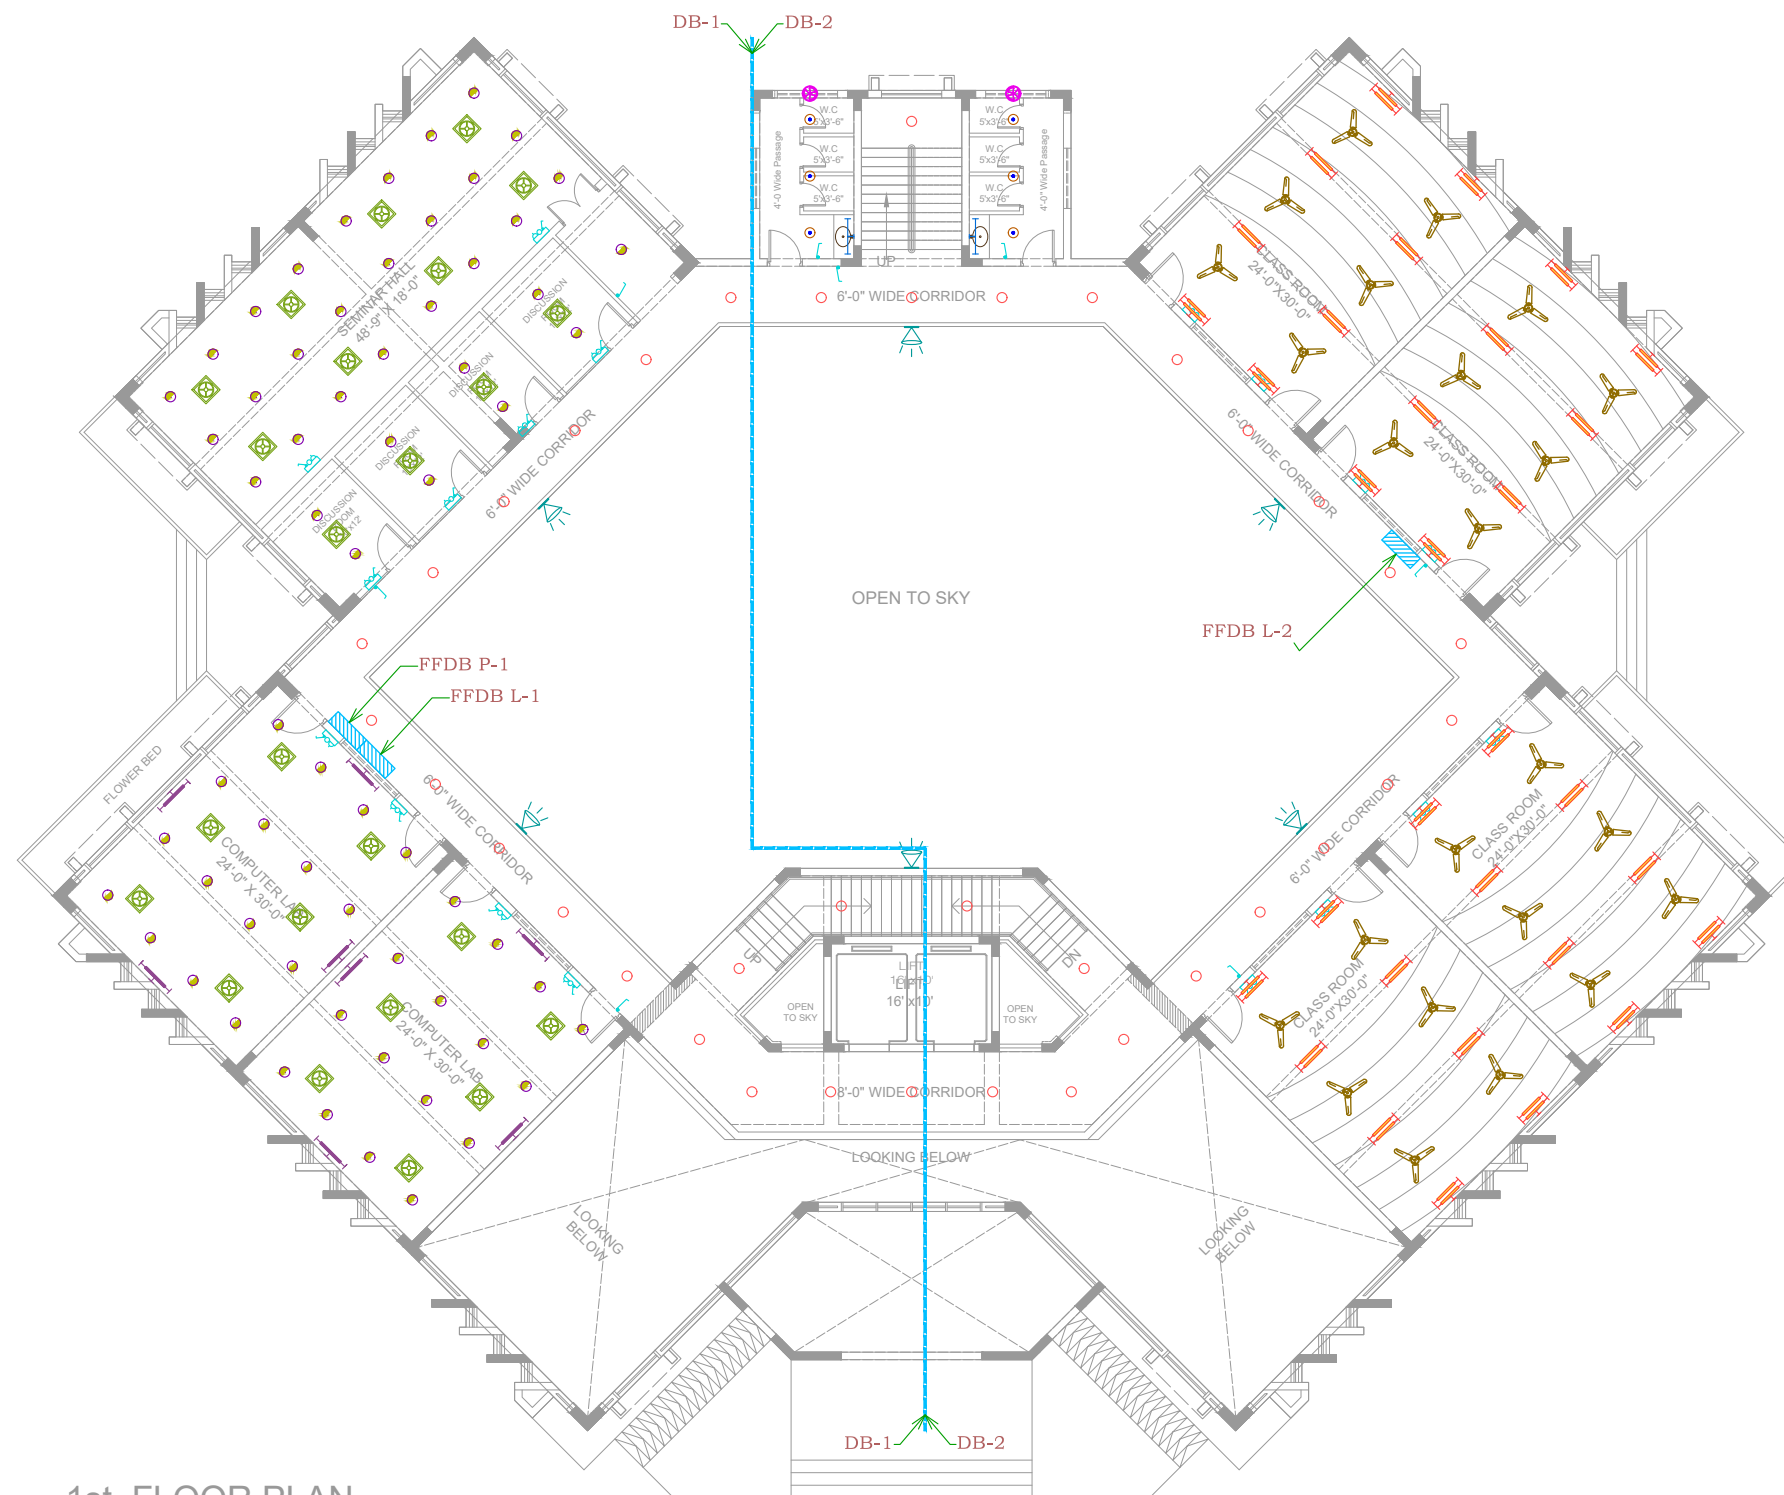 DB-1
DB-2
W.C
5'x3'-6"
W.C
5'x3'-6"
W.C
5'x3'-6"
4'-0 Wide Passage
W.C
5'x3'-6"
W.C
5'x3'-6"
W.C
5'x3'-6"
4'-0" Wide Passage
UP
6'-0" WIDE CORRIDOR
SEMINAR HALL
48'-9" X 18'-0"
DISCUSSION
DISCUSSION
DISCUSSION
DISCUSSION
6'-0" WIDE CORRIDOR
CLASS ROOM
24'-0"X30'-0"
CLASS ROOM
24'-0"X30'-0"
6'-0" WIDE CORRIDOR
OPEN TO SKY
FFDB L-2
FFDB P-1
FFDB L-1
FLOWER BED
6'-0" WIDE CORRIDOR
COMPUTER LAB
24'-0" X 30'-0"
COMPUTER LAB
24'-0" X 30'-0"
6'-0" WIDE CORRIDOR
CLASS ROOM
24'-0"X30'-0"
CLASS ROOM
24'-0"X30'-0"
UP
DN
LIFT
16' x10'
LIFT
16' x10'
OPEN
TO SKY
OPEN
TO SKY
8'-0" WIDE CORRIDOR
LOOKING BELOW
LOOKING
BELOW
LOOKING
BELOW
DB-1
DB-2
1st FLOOR PLAN